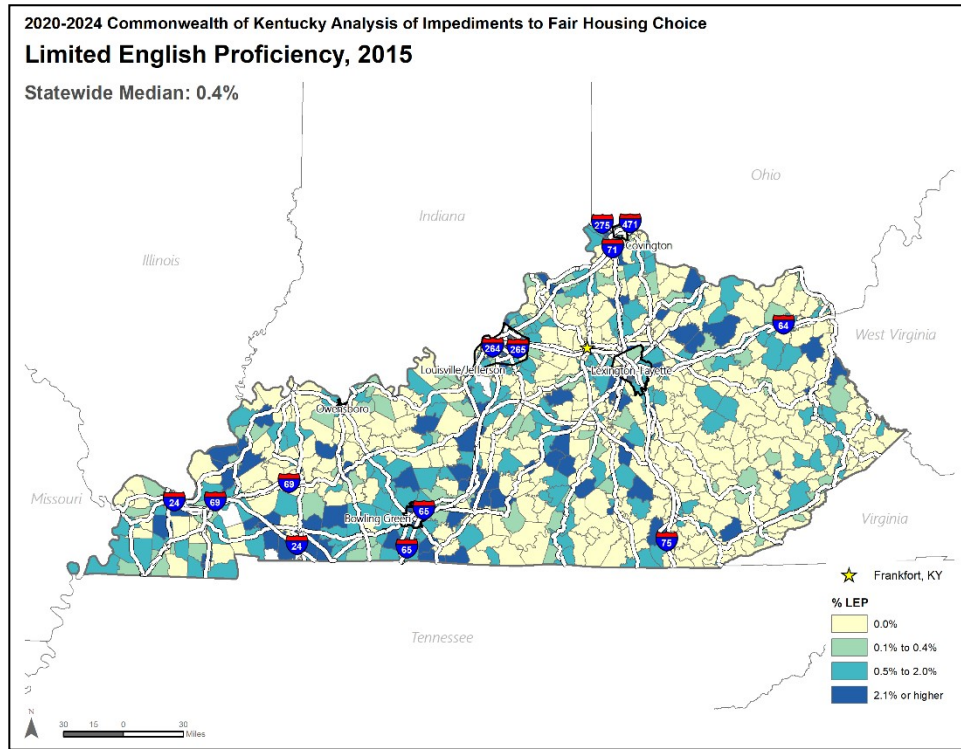 2020-2024 Commonwealth of Kentucky Analysis of Impediments to Fair Housing Choice
Limited English Proficiency, 2015
Statewide Median: 0.4%
Ohio
Indiana
Illinois
275
471
71
Covington
64
West Virginia
264
265
Louisville/Jefferson
Lexington-Fayette
Owensboro
Missouri
24
69
69
65
Bowling Green
Virginia
24
65
75
Frankfort, KY
% LEP
0.0%
0.1% to 0.4%
0.5% to 2.0%
2.1% or higher
Tennessee
N
30 15 0 30
Miles